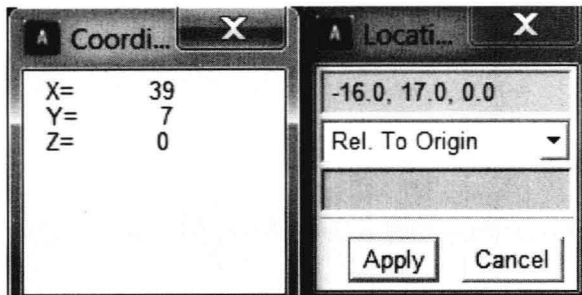 Coordi...
X= 39
Y= 7
Z= 0
Locati...
-16.0, 17.0, 0.0
Rel. To Origin
Apply Cancel